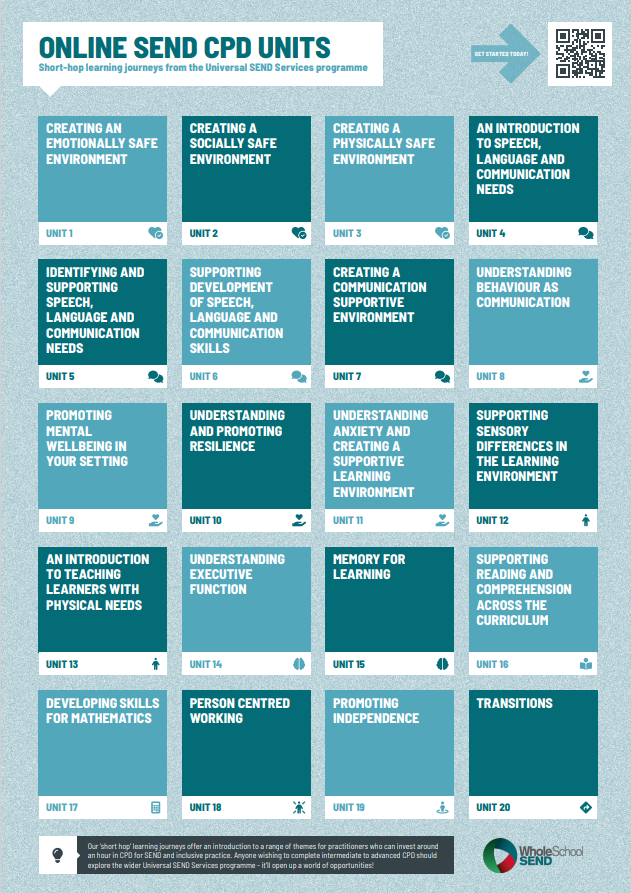 ONLINE SEND CPD UNITS
Short-hop learning journeys from the Universal SEND Services programme
GET STARTED TODAY!
CREATING AN
EMOTIONALLY SAFE
ENVIRONMENT
UNIT 1
CREATING A
SOCIALLY SAFE
ENVIRONMENT
UNIT 2
CREATING A
PHYSICALLY SAFE
ENVIRONMENT
UNIT 3
AN INTRODUCTION
TO SPEECH,
LANGUAGE AND
COMMUNICATION
NEEDS
UNIT 4
IDENTIFYING AND
SUPPORTING
SPEECH,
LANGUAGE AND
COMMUNICATION
NEEDS
UNIT 5
SUPPORTING
DEVELOPMENT
OF SPEECH,
LANGUAGE AND
COMMUNICATION
SKILLS
UNIT 6
CREATING A
COMMUNICATION
SUPPORTIVE
ENVIRONMENT
UNIT 7
UNDERSTANDING
BEHAVIOUR AS
COMMUNICATION
UNIT 8
PROMOTING
MENTAL
WELLBEING IN
YOUR SETTING
UNIT 9
UNDERSTANDING
AND PROMOTING
RESILIENCE
UNIT 10
UNDERSTANDING
ANXIETY AND
CREATING A
SUPPORTIVE
LEARNING
ENVIRONMENT
UNIT 11
SUPPORTING
SENSORY
DIFFERENCES IN
THE LEARNING
ENVIRONMENT
UNIT 12
AN INTRODUCTION
TO TEACHING
LEARNERS WITH
PHYSICAL NEEDS
UNIT 13
UNDERSTANDING
EXECUTIVE
FUNCTION
UNIT 14
MEMORY FOR
LEARNING
UNIT 15
SUPPORTING
READING AND
COMPREHENSION
ACROSS THE
CURRICULUM
UNIT 16
DEVELOPING SKILLS
FOR MATHEMATICS
UNIT 17
PERSON CENTRED
WORKING
UNIT 18
PROMOTING
INDEPENDENCE
UNIT 19
TRANSITIONS
UNIT 20
Our 'short hop' learning journeys offer an introduction to a range of themes for practitioners who can invest around
an hour in CPD for SEND and inclusive practice. Anyone wishing to complete intermediate to advanced CPD should
explore the wider Universal SEND Services programme - it'll open up a world of opportunities!
WholeSchool
SEND